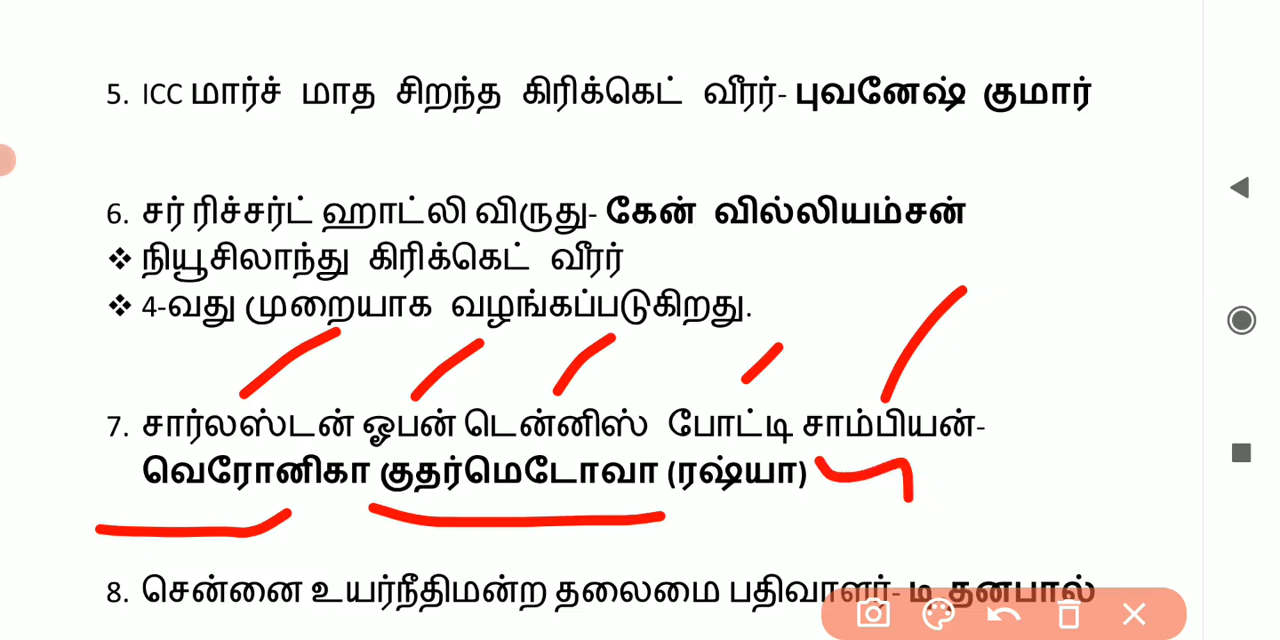 5. ICC மார்ச் மாத சிறந்த கிரிக்கெட் வீரர்- புவனேஷ் குமார்
6. சர் ரிச்சர்ட் ஹாட்லி விருது- கேன் வில்லியம்சன்
❖ நியூசிலாந்து கிரிக்கெட் வீரர்
❖ 4-வது முறையாக வழங்கப்படுகிறது.
7. சார்லஸ்டன் ஓபன் டென்னிஸ் போட்டி சாம்பியன்-
வெரோனிகா குதர்மெடோவா (ரஷ்யா)
8. சென்னை உயர்நீதிமன்ற தலைமை பதிவாளர்- டி தனபால்